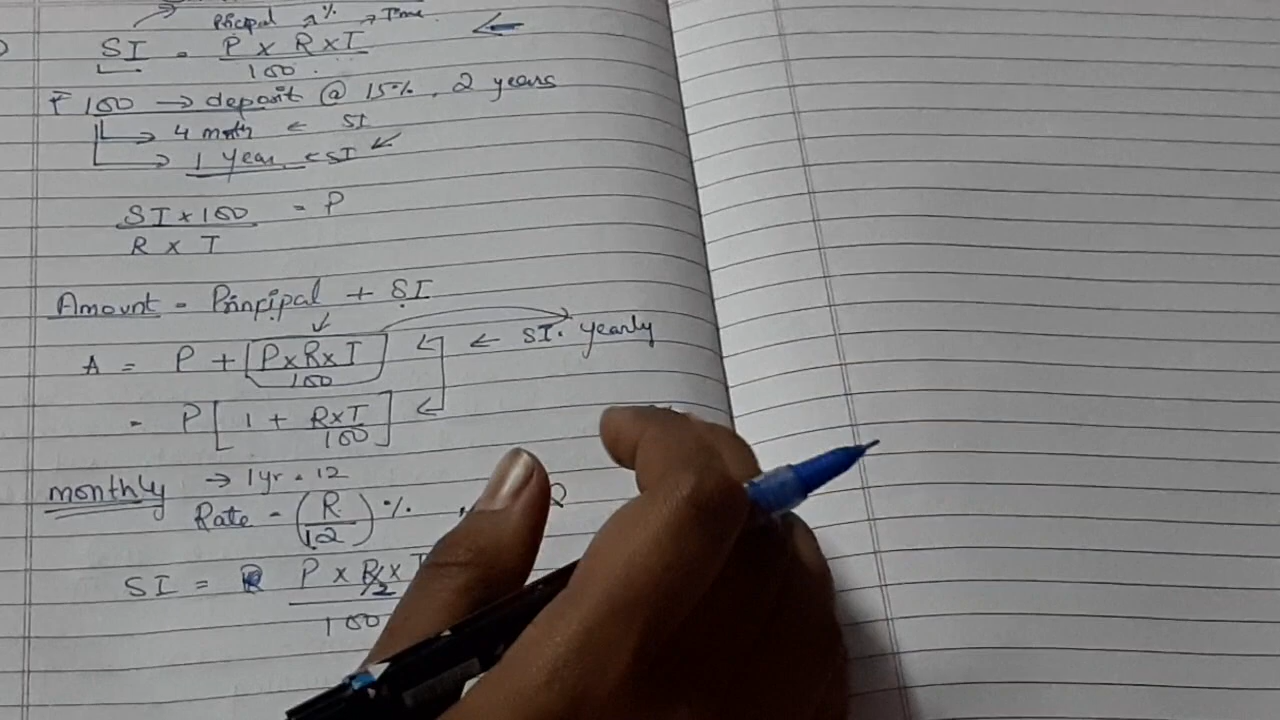 Principal → % → Time
SI = P × R × T
100
₹ 100 → deposit @ 15%, 2 years
→ 4 month ← SI
→ 1 Year ← SI
SI × 100 = P
R × T
Amount = Principal + SI
A = P + [P×R×T] ← SI. yearly
100
= P[1 + R×T]
100
monthly → 1yr = 12
Rate = (R/12) %
SI = P × R/12 ×
100